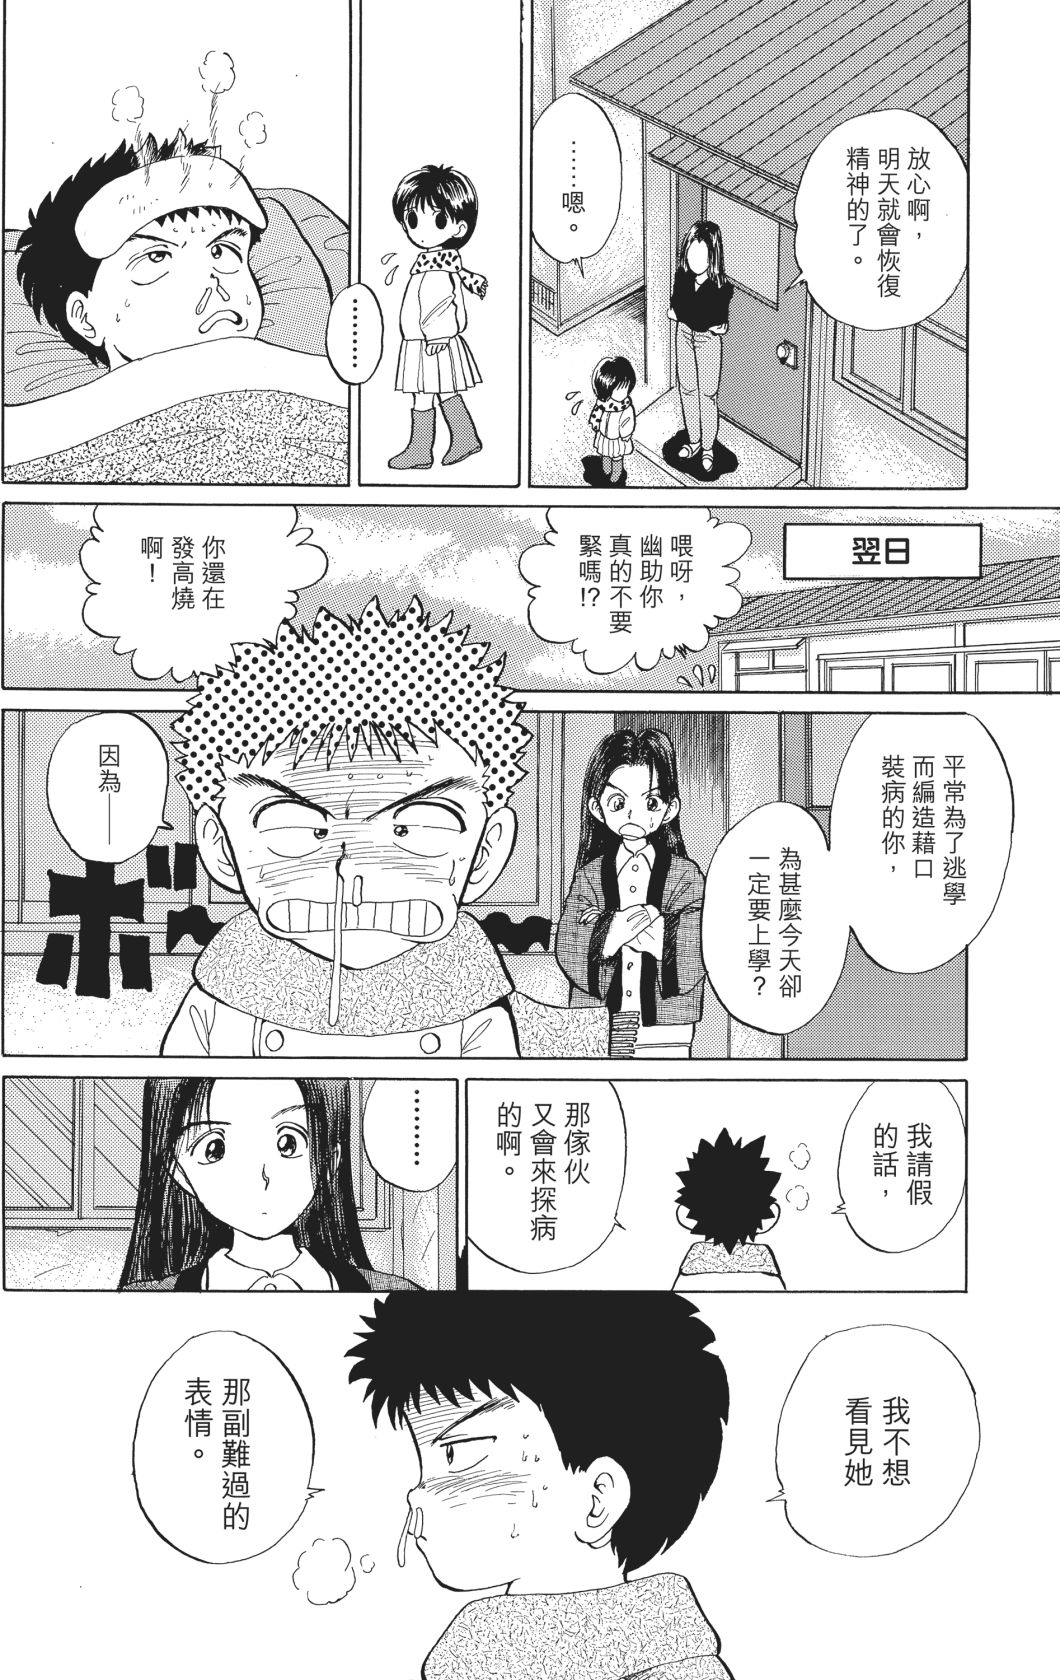 放心啊，
明天就會恢復
精神的了。
……嗯。
………
翌日
喂呀，
幽助你
真的不要
緊嗎!?
你還在
發高燒
啊！
平常為了逃學
而編造藉口
裝病的你，
為甚麼今天卻
一定要上學？
因為——
我請假
的話，
那傢伙
又會來探病
的啊。
………
我不想
看見她
那副難過的
表情。